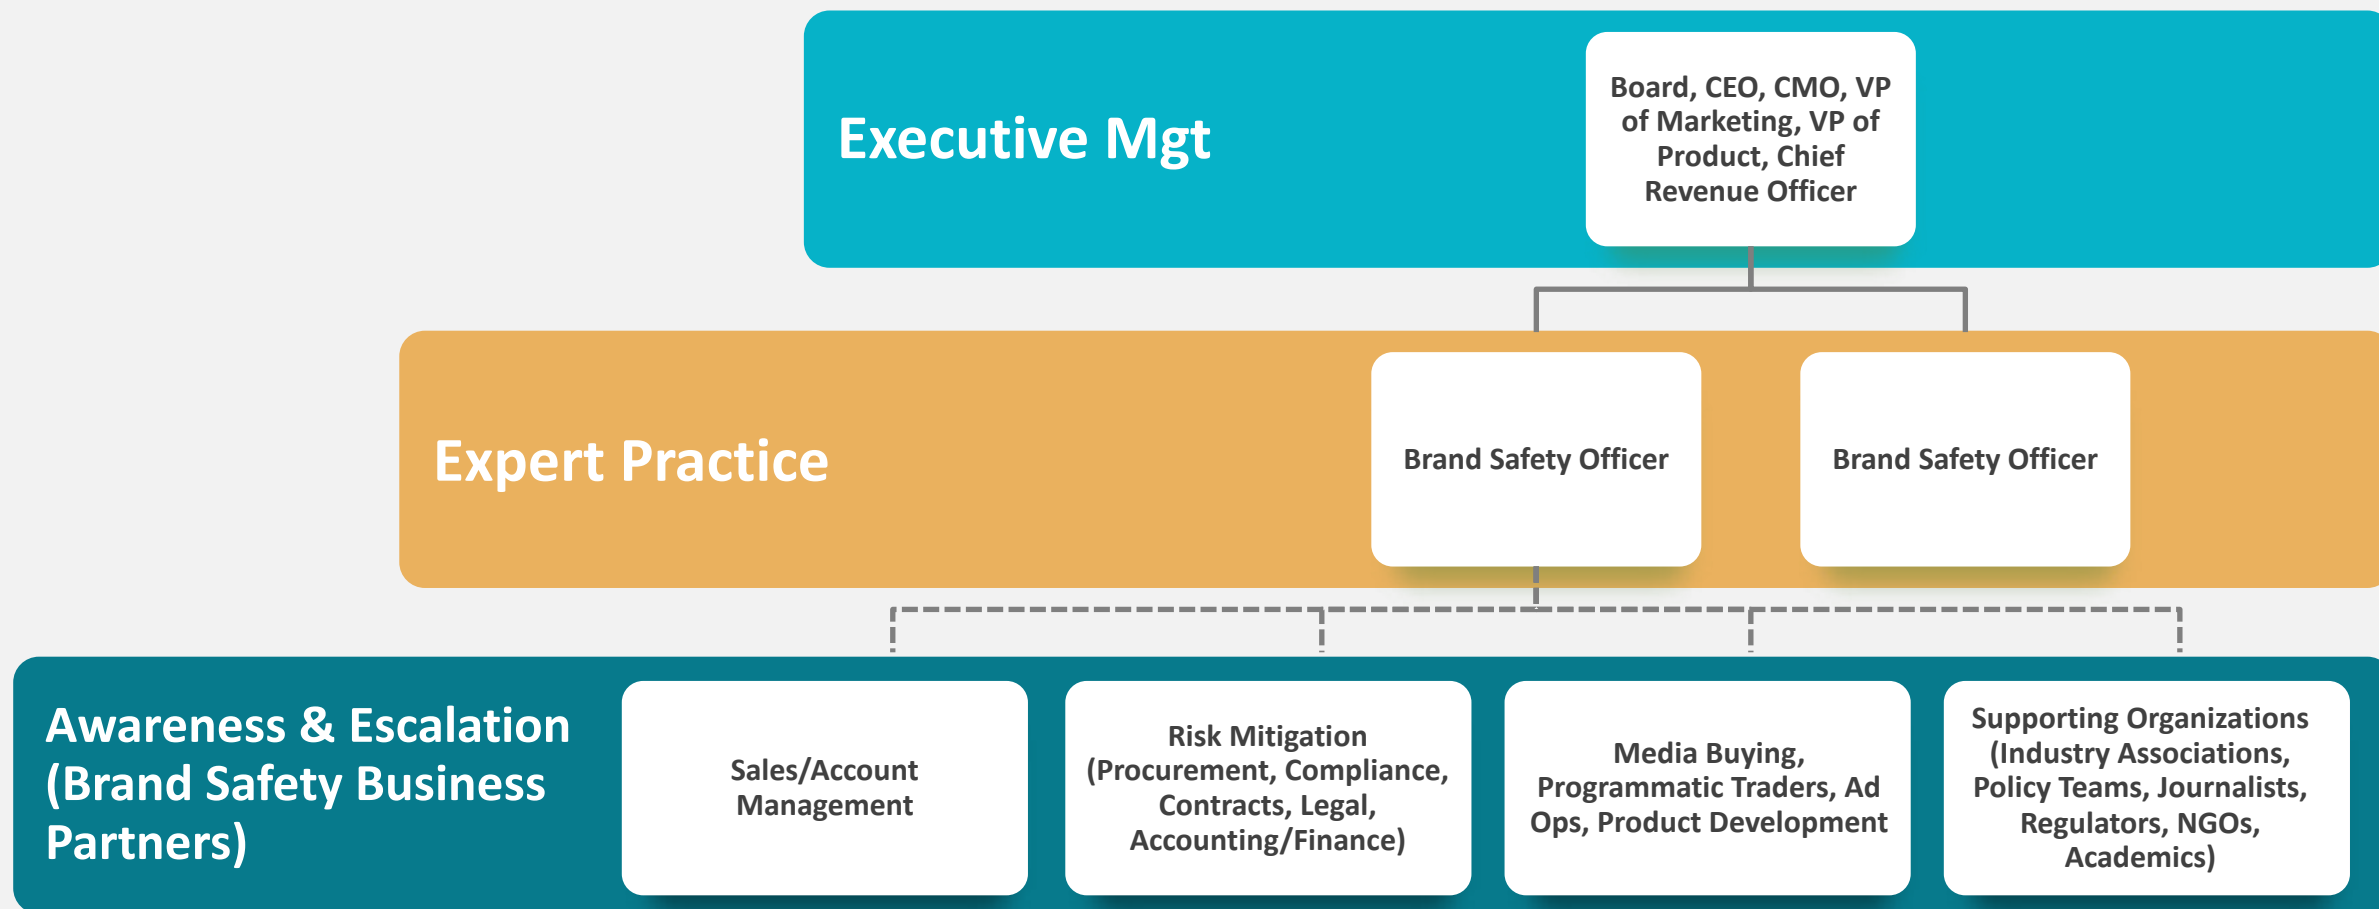 Executive Mgt
Board, CEO, CMO, VP
of Marketing, VP of
Product, Chief
Revenue Officer
Expert Practice
Brand Safety Officer
Brand Safety Officer
Awareness & Escalation
(Brand Safety Business
Partners)
Sales/Account
Management
Risk Mitigation
(Procurement, Compliance,
Contracts, Legal,
Accounting/Finance)
Media Buying,
Programmatic Traders, Ad
Ops, Product Development
Supporting Organizations
(Industry Associations,
Policy Teams, Journalists,
Regulators, NGOs,
Academics)